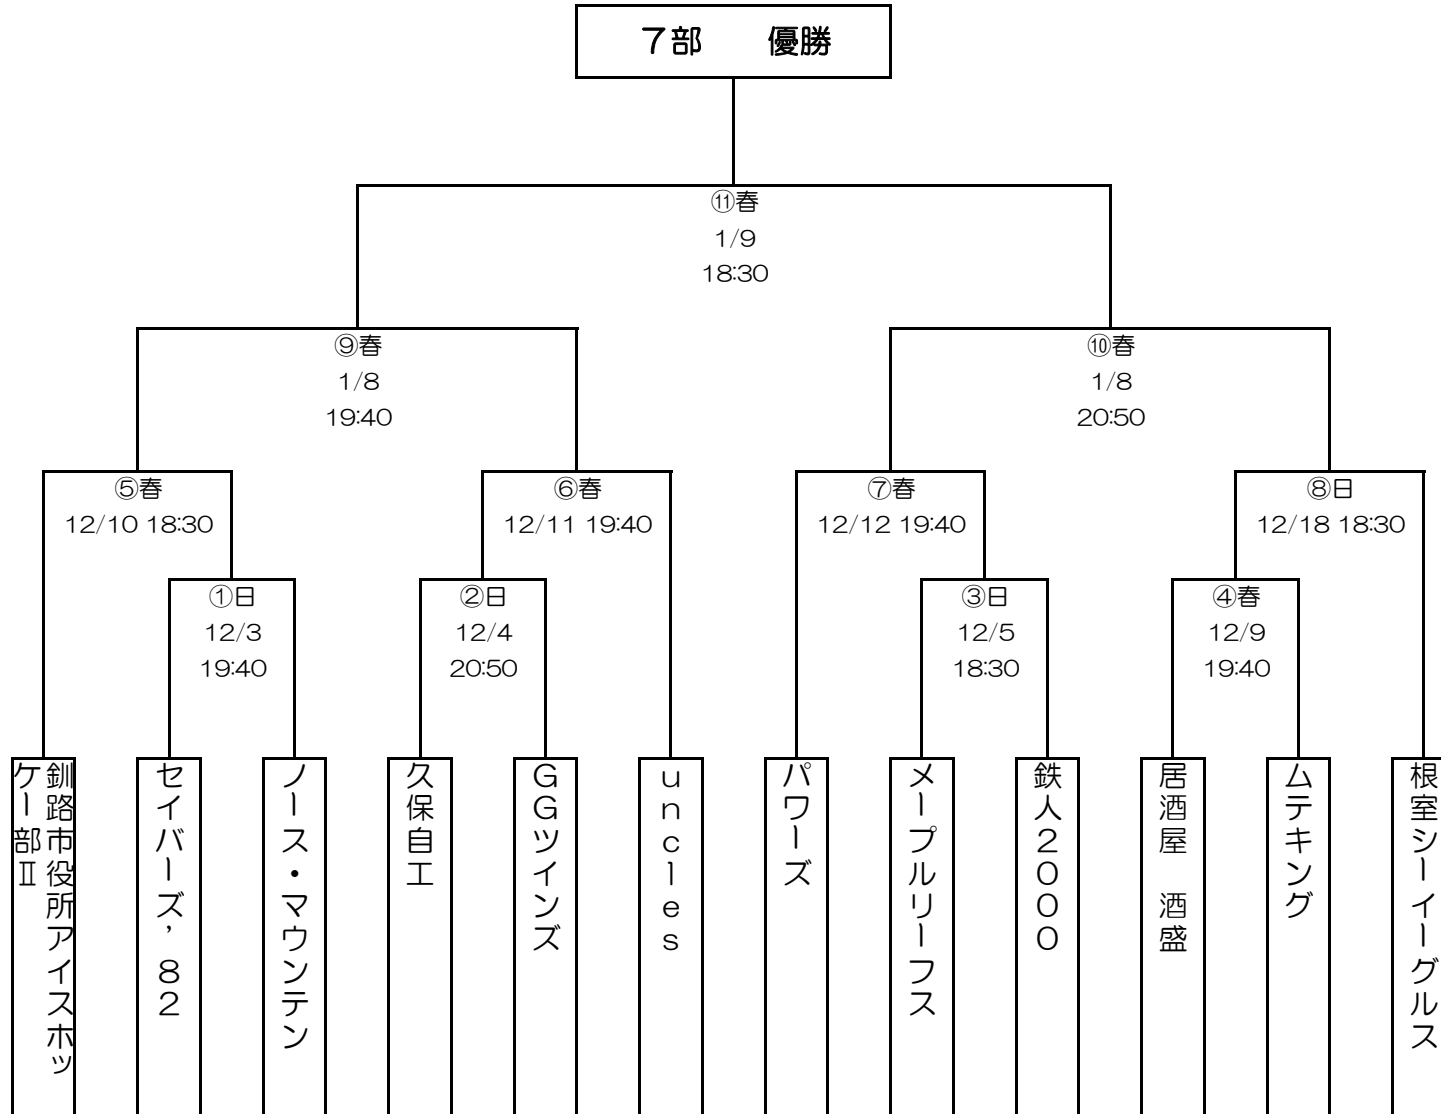 ７部　　優勝
⑪春
1/9
18:30
⑨春
1/8
19:40
⑩春
1/8
20:50
⑤春
12/10 18:30
⑥春
12/11 19:40
⑦春
12/12 19:40
⑧日
12/18 18:30
①日
12/3
19:40
②日
12/4
20:50
③日
12/5
18:30
④春
12/9
19:40
釧路市役所アイスホッ
ケー部Ⅱ
セイバーズ’８２
ノース・マウンテン
久保自工
ＧＧツインズ
ｕｎｃｌｅｓ
パワーズ
メープルリーフス
鉄人２０００
居酒屋　酒盛
ムテキング
根室シーイーグルス